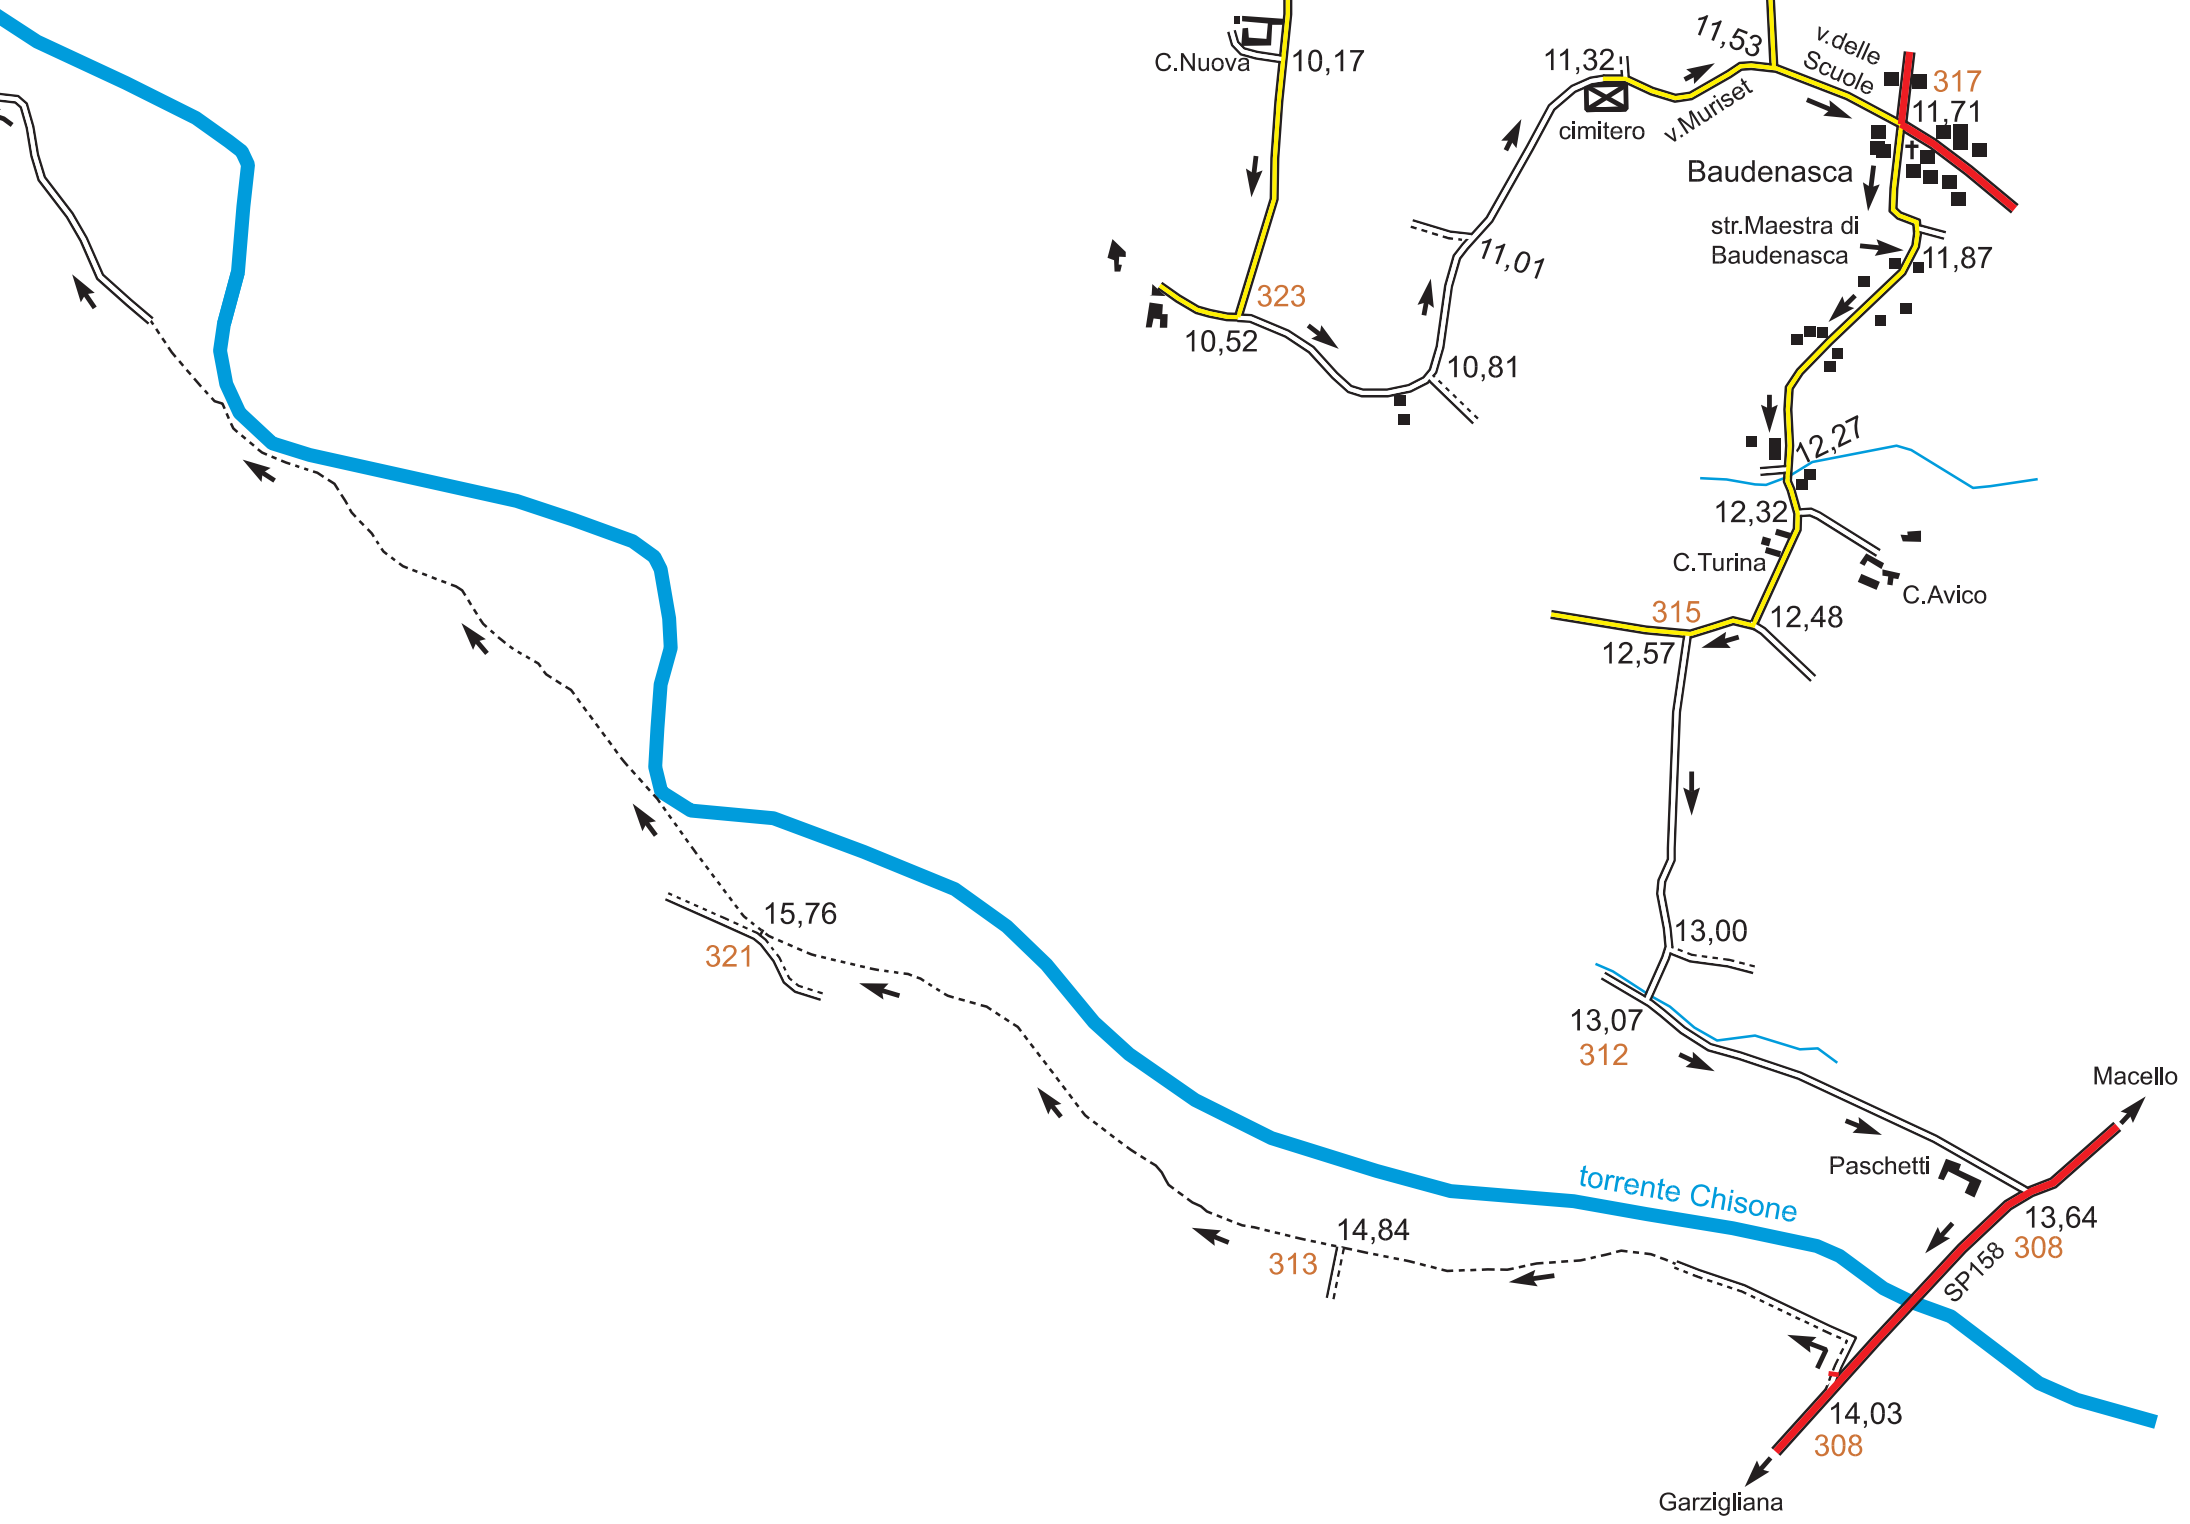 11,53
v.delle
Scuole
C.Nuova
10,17
11,32
317
11,71
cimitero
v.Muriset
Baudenasca
str.Maestra di
Baudenasca
11,87
11,01
323
10,52
10,81
12,27
12,32
C.Turina
C.Avico
315
12,48
12,57
15,76
321
13,00
13,07
312
Macello
Paschetti
torrente Chisone
13,64
308
SP158
14,84
313
14,03
308
Garzigliana